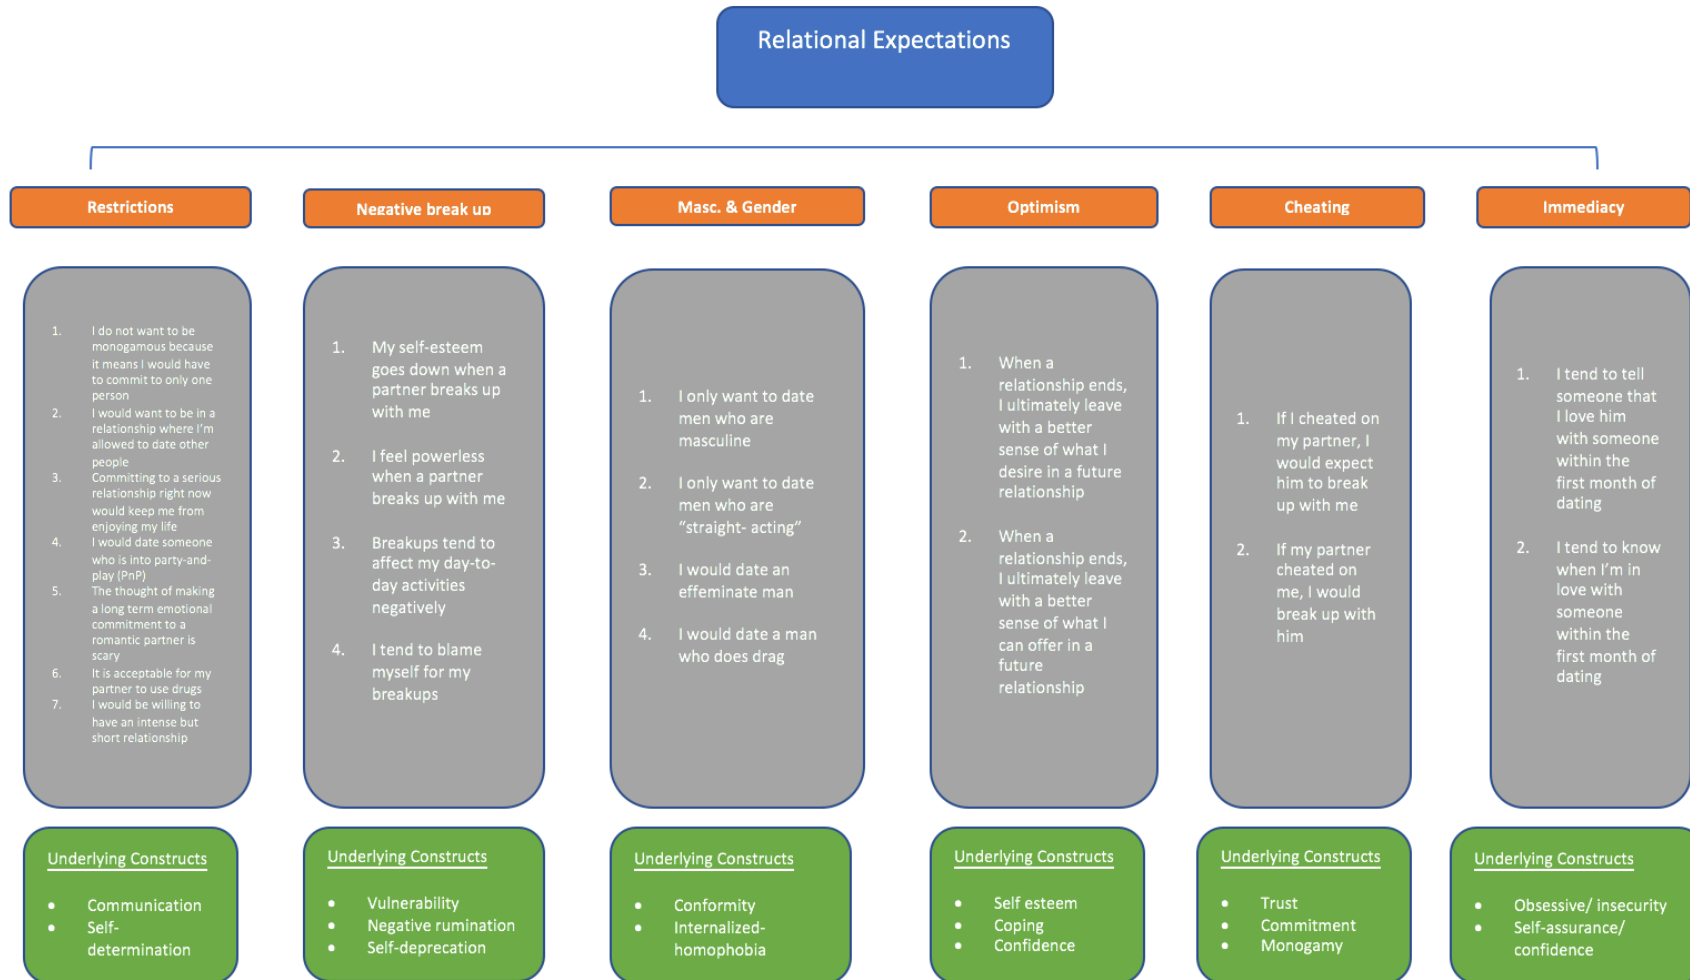 Relational Expectations
Restrictions
Negative break up
Masc. & Gender
Optimism
Cheating
Immediacy
1. I do not want to be
monogamous because
it means I would have
to commit to only one
person
2. I would want to be in a
relationship where I'm
allowed to date other
people
3. Committing to a serious
relationship right now
would keep me from
enjoying my life
4. I would date someone
who is into party-and-
play (PnP)
5. The thought of making
a long term emotional
commitment to a
romantic partner is
scary
6. It is acceptable for my
partner to use drugs
7. I would be willing to
have an intense but
short relationship
1. My self-esteem
goes down when a
partner breaks up
with me
2. I feel powerless
when a partner
breaks up with me
3. Breakups tend to
affect my day-to-
day activities
negatively
4. I tend to blame
myself for my
breakups
1. I only want to date
men who are
masculine
2. I only want to date
men who are
“straight- acting”
3. I would date an
effeminate man
4. I would date a man
who does drag
1. When a
relationship ends,
I ultimately leave
with a better
sense of what I
desire in a future
relationship
2. When a
relationship ends,
I ultimately leave
with a better
sense of what I
can offer in a
future
relationship
1. If I cheated on
my partner, I
would expect
him to break
up with me
2. If my partner
cheated on
me, I would
break up with
him
1. I tend to tell
someone that
I love him
with someone
within the
first month of
dating
2. I tend to know
when I'm in
love with
someone
within the
first month of
dating
Underlying Constructs
• Communication
• Self-
determination
Underlying Constructs
• Vulnerability
• Negative rumination
• Self-deprecation
Underlying Constructs
• Conformity
• Internalized-
homophobia
Underlying Constructs
• Self esteem
• Coping
• Confidence
Underlying Constructs
• Trust
• Commitment
• Monogamy
Underlying Constructs
• Obsessive/ insecurity
• Self-assurance/
confidence